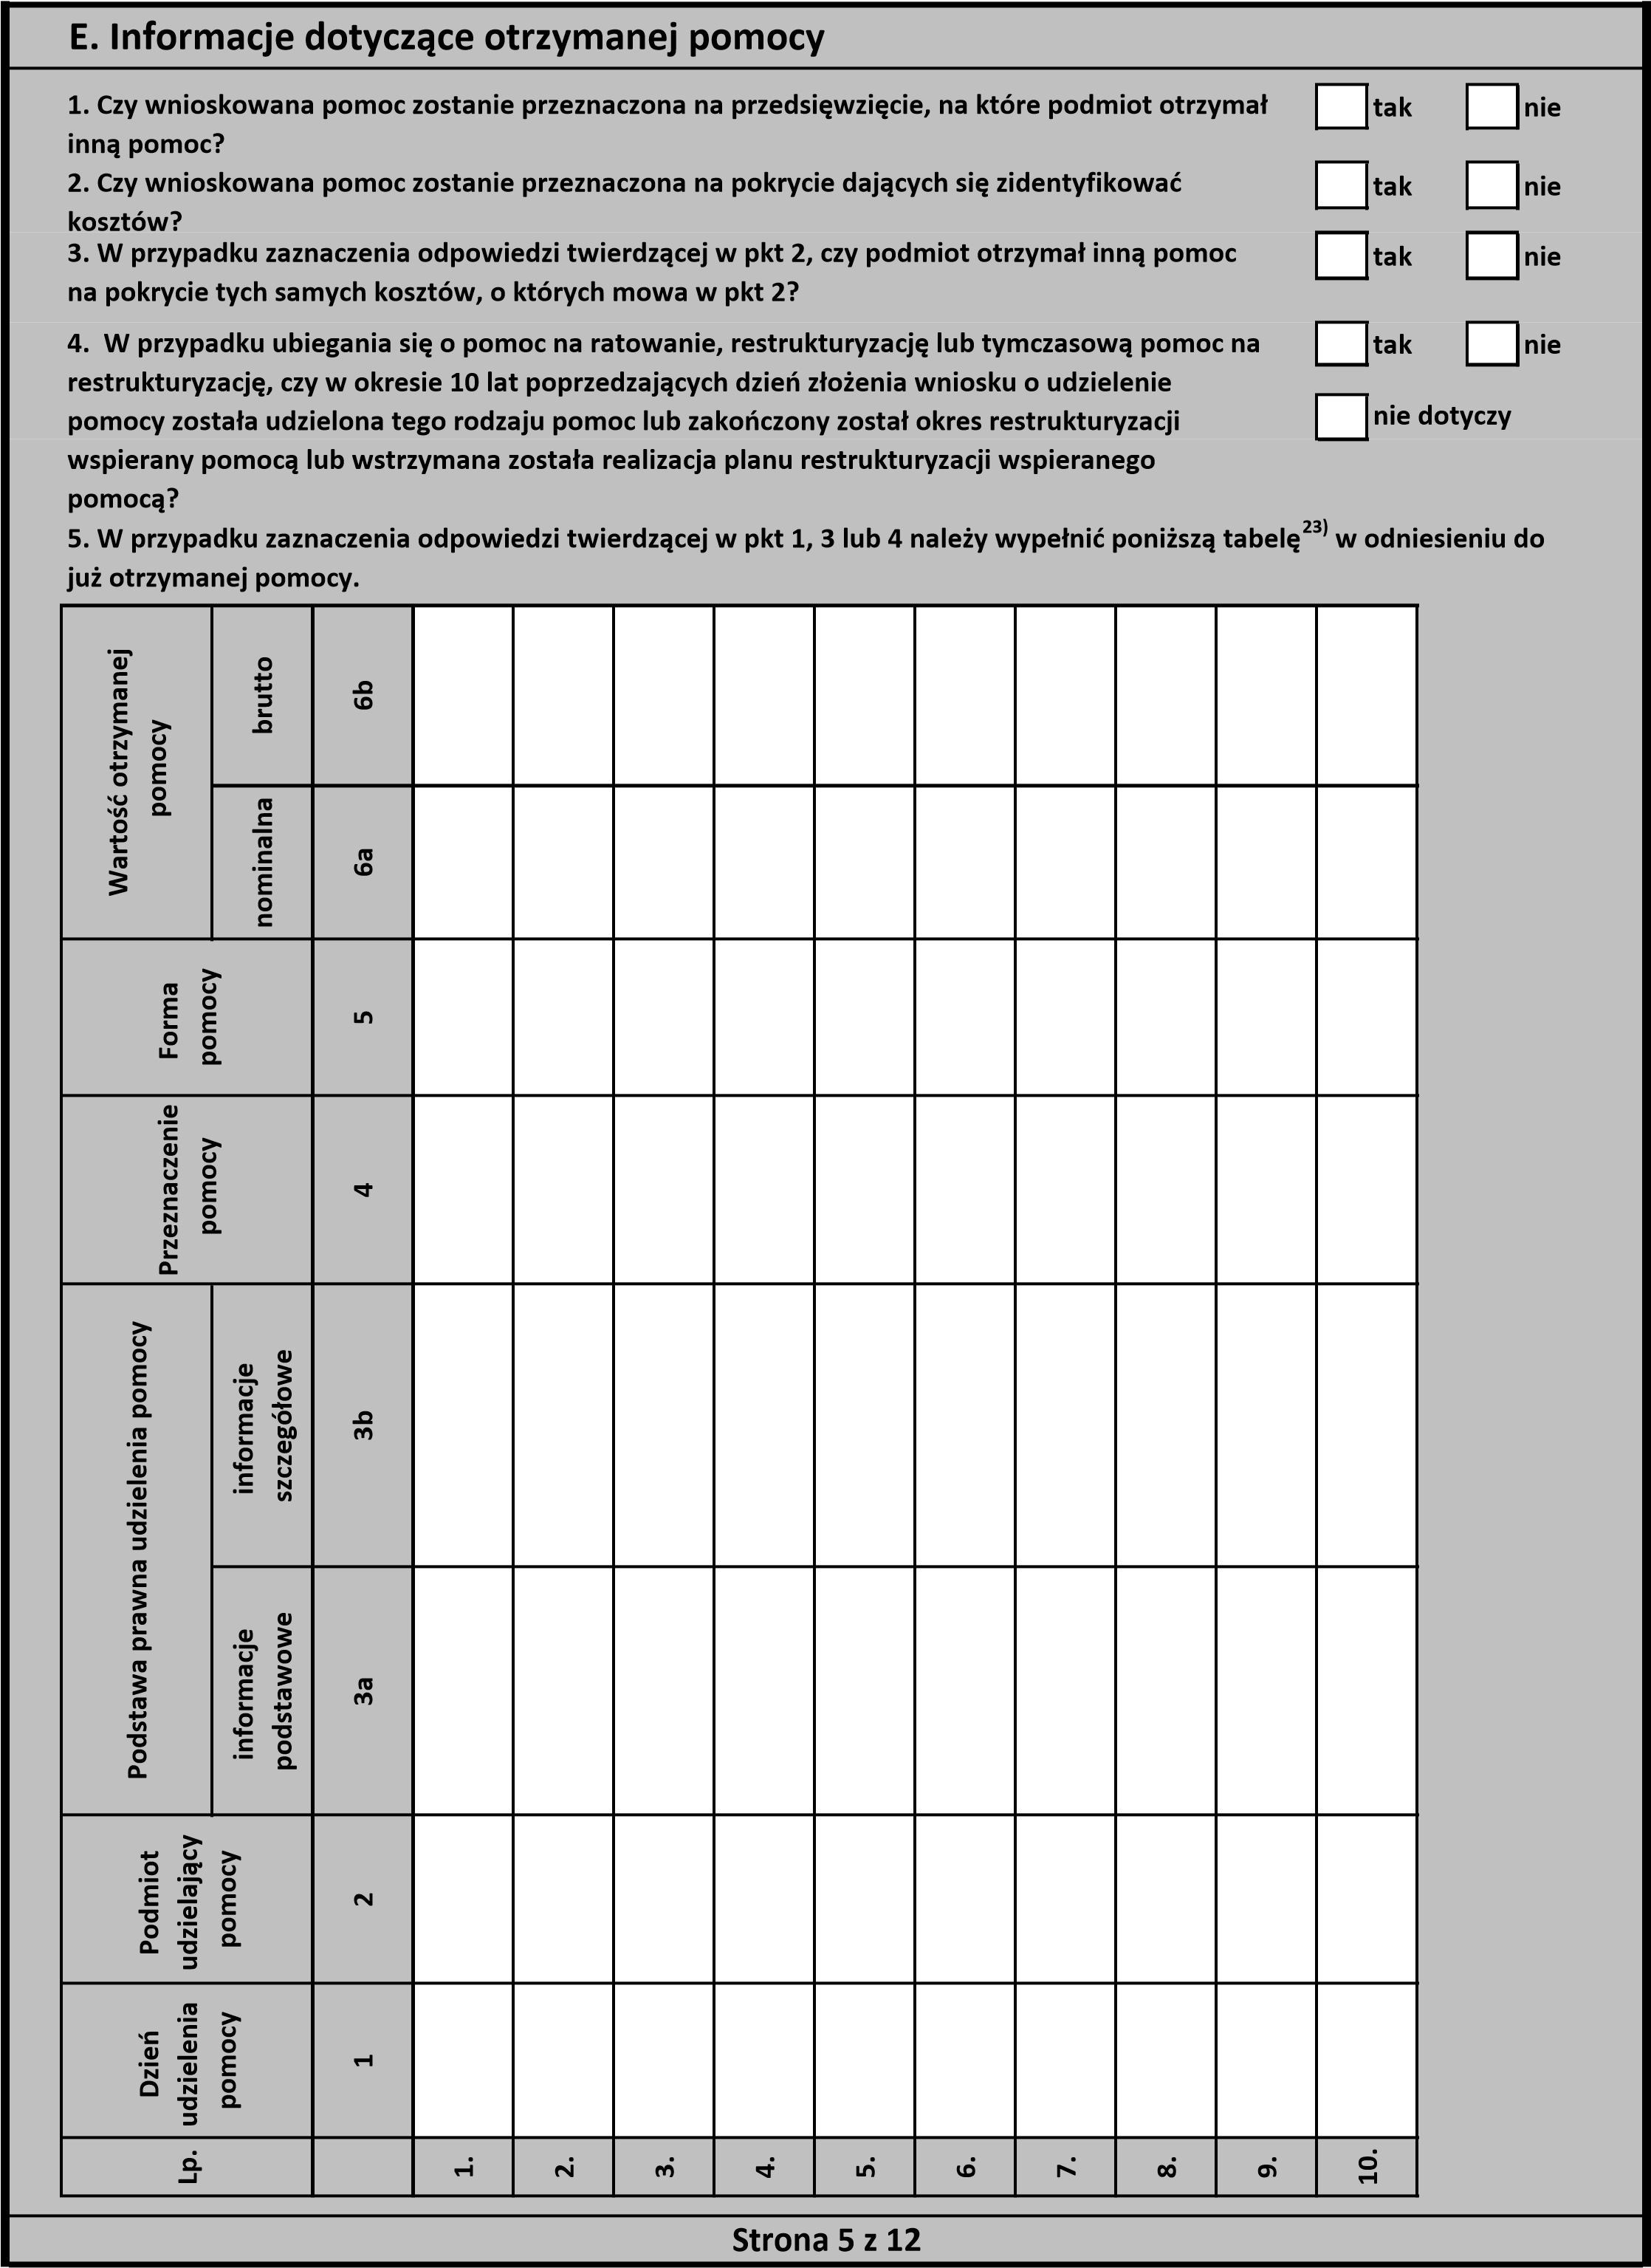 E. Informacje dotyczące otrzymanej pomocy
1. Czy wnioskowana pomoc zostanie przeznaczona na przedsięwzięcie, na które podmiot otrzymał
inną pomoc?
tak nie
2. Czy wnioskowana pomoc zostanie przeznaczona na pokrycie dających się zidentyfikować
kosztów?
tak nie
3. W przypadku zaznaczenia odpowiedzi twierdzącej w pkt 2, czy podmiot otrzymał inną pomoc
na pokrycie tych samych kosztów, o których mowa w pkt 2?
tak nie
4. W przypadku ubiegania się o pomoc na ratowanie, restrukturyzację lub tymczasową pomoc na
restrukturyzację, czy w okresie 10 lat poprzedzających dzień złożenia wniosku o udzielenie
pomocy została udzielona tego rodzaju pomoc lub zakończony został okres restrukturyzacji
wspierany pomocą lub wstrzymana została realizacja planu restrukturyzacji wspieranego
pomocą?
tak nie
nie dotyczy
5. W przypadku zaznaczenia odpowiedzi twierdzącej w pkt 1, 3 lub 4 należy wypełnić poniższą tabelę23) w odniesieniu do
już otrzymanej pomocy.
Lp.
Dzień
udzielenia
pomocy
Podmiot
udzielający
pomocy
Podstawa prawna udzielenia pomocy
informacje
podstawowe
informacje
szczegółowe
Przeznaczenie
pomocy
Forma
pomocy
Wartość otrzymanej
pomocy
nominalna
brutto
1 2 3a 3b 4 5 6a 6b
1.
2.
3.
4.
5.
6.
7.
8.
9.
10.
Strona 5 z 12